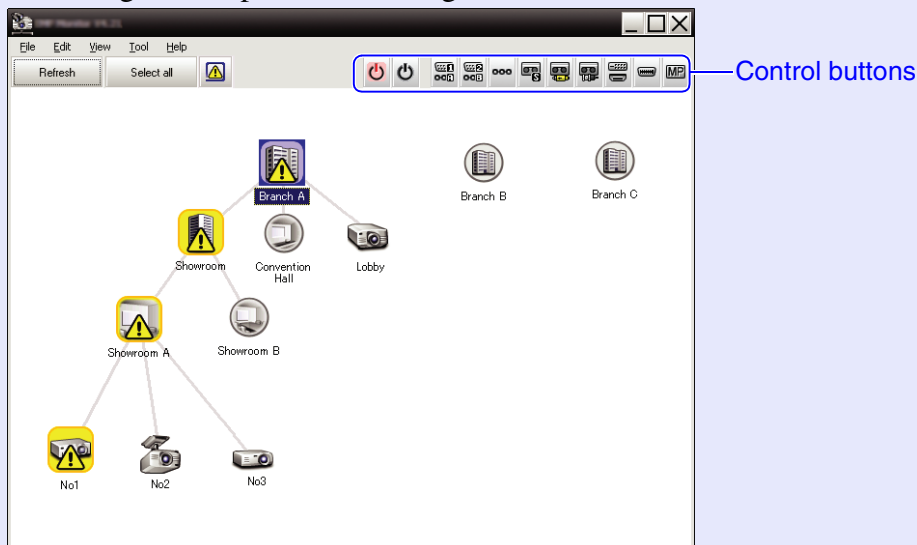 File Edit View Tool Help
Refresh Select all
MP
Control buttons
Branch A
Branch B
Branch C
Showroom
Convention
Hall
Lobby
Showroom A
Showroom B
No1
No2
No3